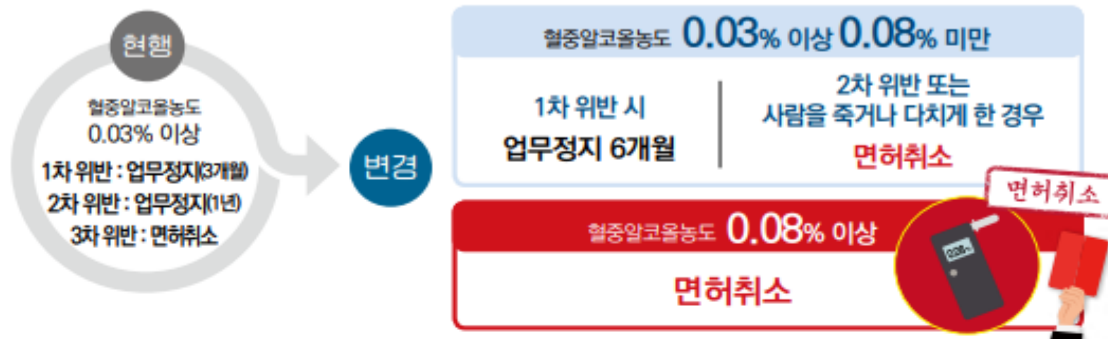 현행
혈중알코올농도
0.03% 이상
1차 위반 : 업무정지(3개월)
2차 위반 : 업무정지(1년)
3차 위반 : 면허취소
변경
혈중알코올농도 0.03% 이상 0.08% 미만
1차 위반 시
업무정지 6개월
2차 위반 또는
사람을 죽거나 다치게 한 경우
면허취소
혈중알코올농도 0.08% 이상
면허취소
면허취소